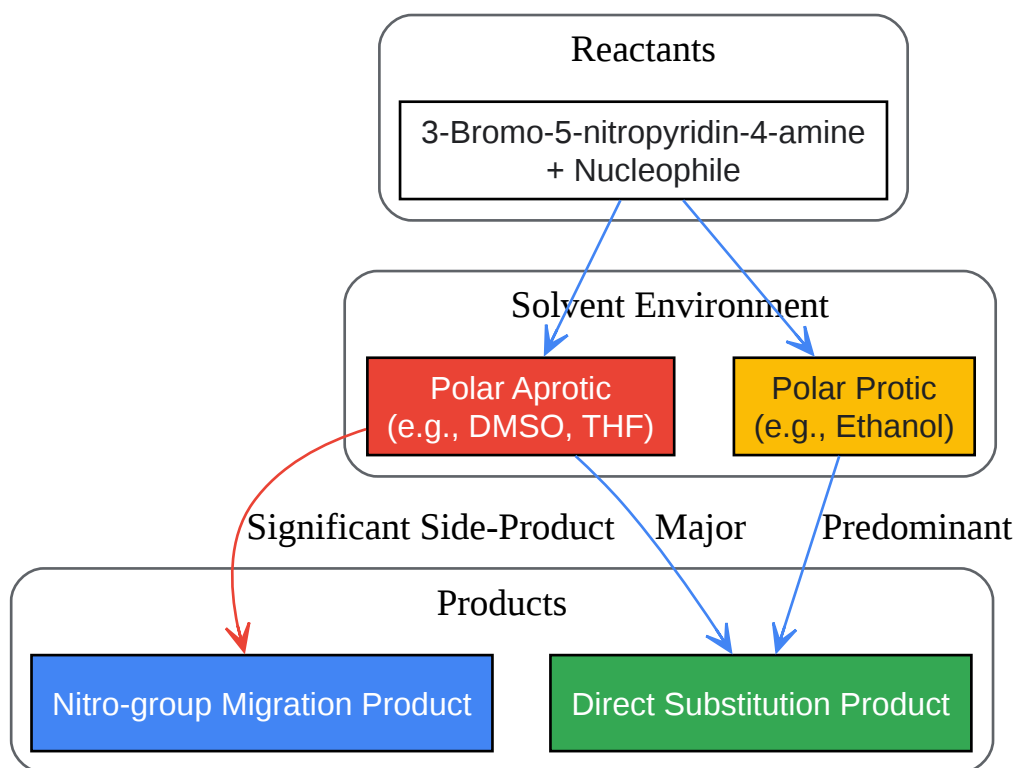 Reactants
3-Bromo-5-nitropyridin-4-amine
+ Nucleophile
Solvent Environment
Polar Aprotic
(e.g., DMSO, THF)
Polar Protic
(e.g., Ethanol)
Significant Side-Product
Major
Predominant
Products
Nitro-group Migration Product
Direct Substitution Product